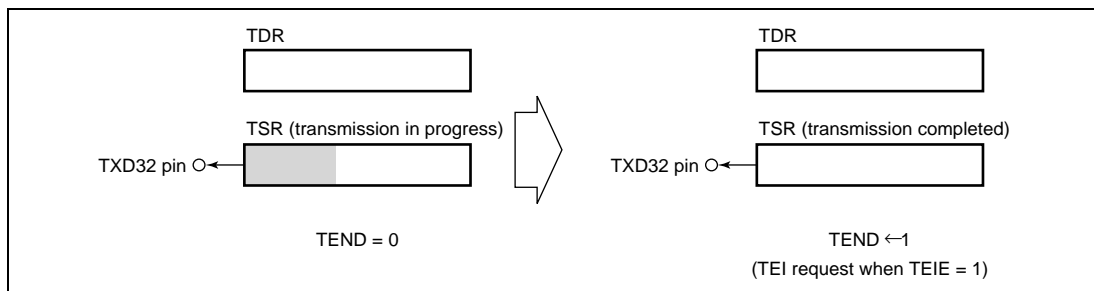 TDR
TSR (transmission in progress)
TXD32 pin
TEND = 0
TDR
TSR (transmission completed)
TXD32 pin
TEND ←1
(TEI request when TEIE = 1)